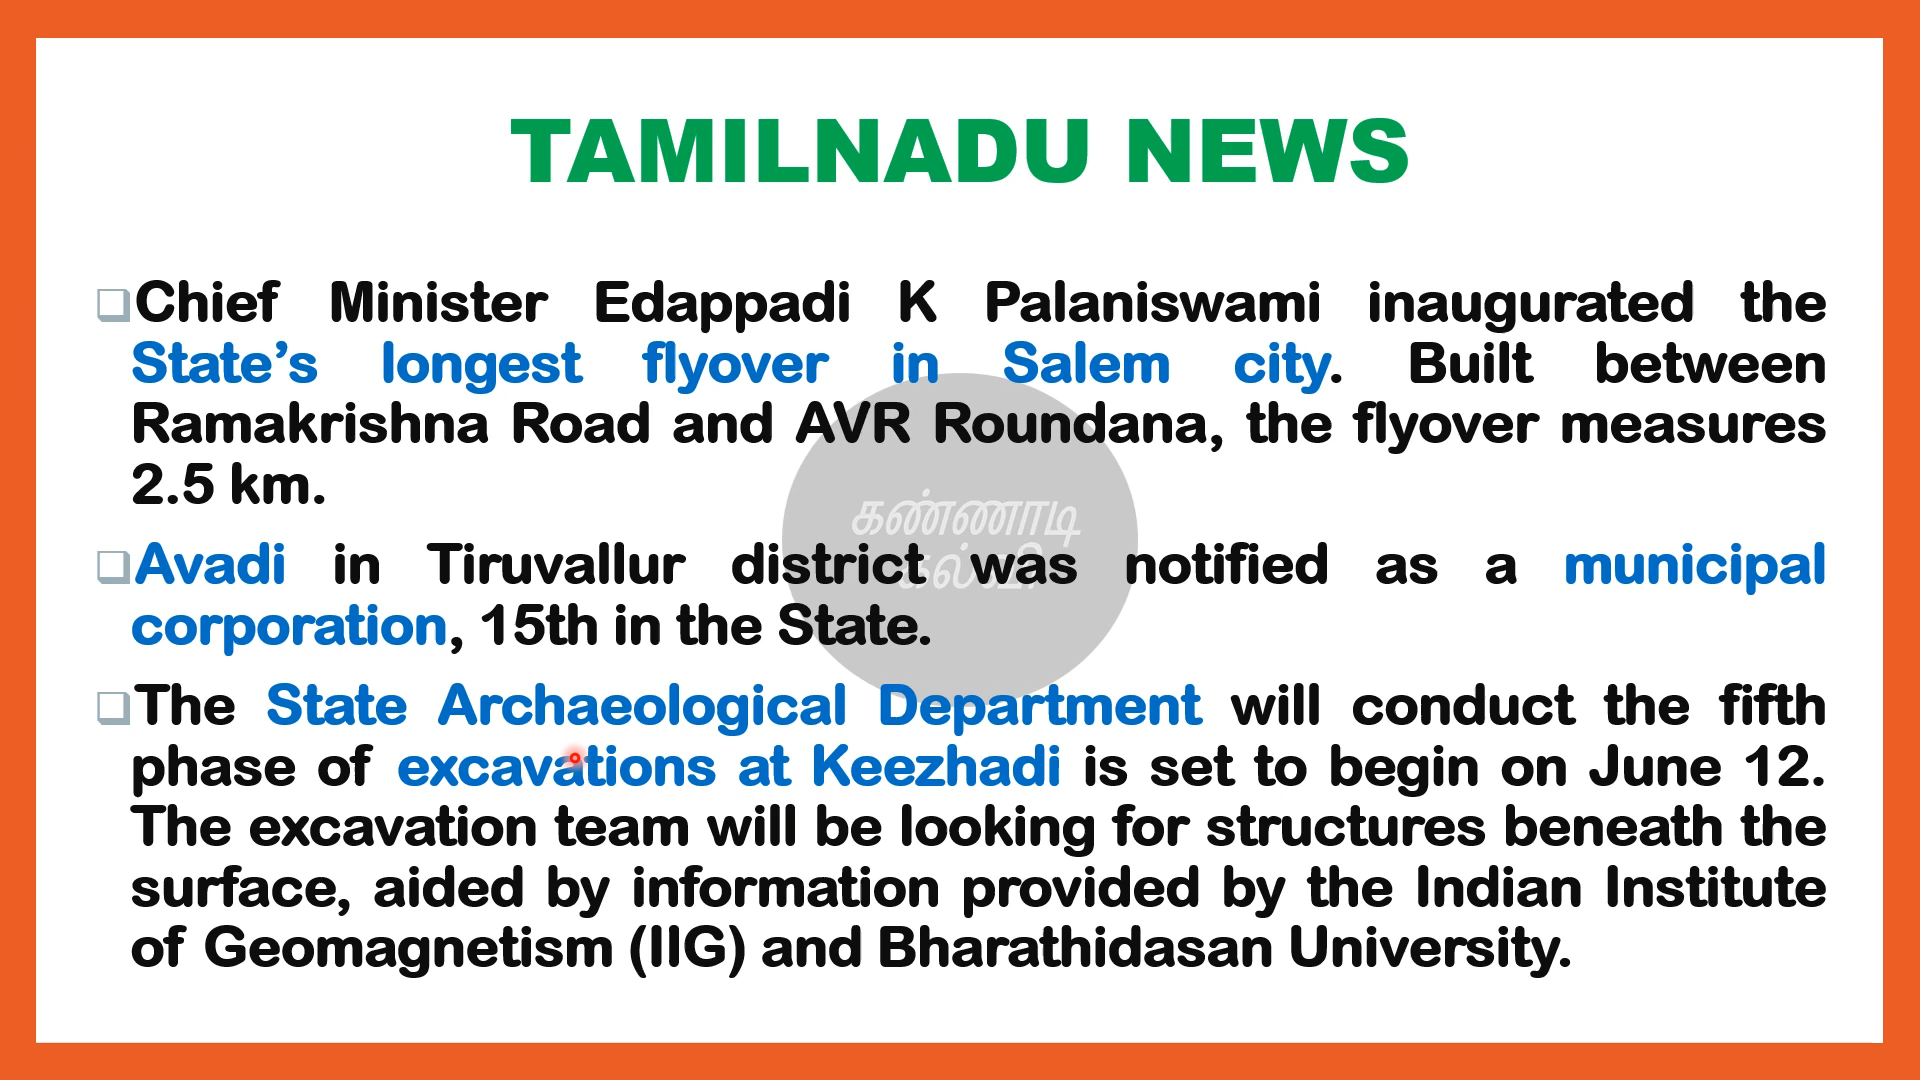 TAMILNADU NEWS
Chief Minister Edappadi K Palaniswami inaugurated the
State’s longest flyover in Salem city. Built between
Ramakrishna Road and AVR Roundana, the flyover measures
2.5 km.
கண்ணாடி
கல்வி
Avadi in Tiruvallur district was notified as a municipal
corporation, 15th in the State.
The State Archaeological Department will conduct the fifth
phase of excavations at Keezhadi is set to begin on June 12.
The excavation team will be looking for structures beneath the
surface, aided by information provided by the Indian Institute
of Geomagnetism (IIG) and Bharathidasan University.